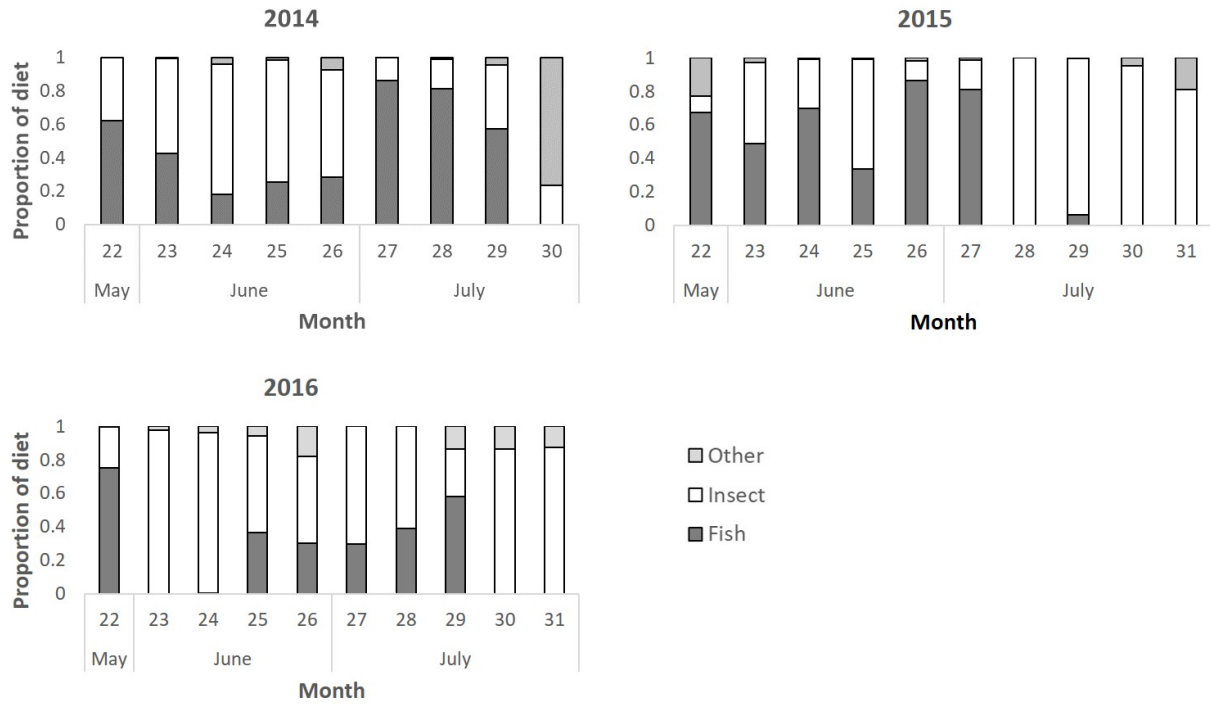 2014
Proportion of diet
1
0.8
0.6
0.4
0.2
0
22 23 24 25 26 27 28 29 30
May June July
Month
2015
1
0.8
0.6
0.4
0.2
0
22 23 24 25 26 27 28 29 30 31
May June July
Month
2016
Proportion of diet
1
0.8
0.6
0.4
0.2
0
22 23 24 25 26 27 28 29 30 31
May June July
Month
Other
Insect
Fish